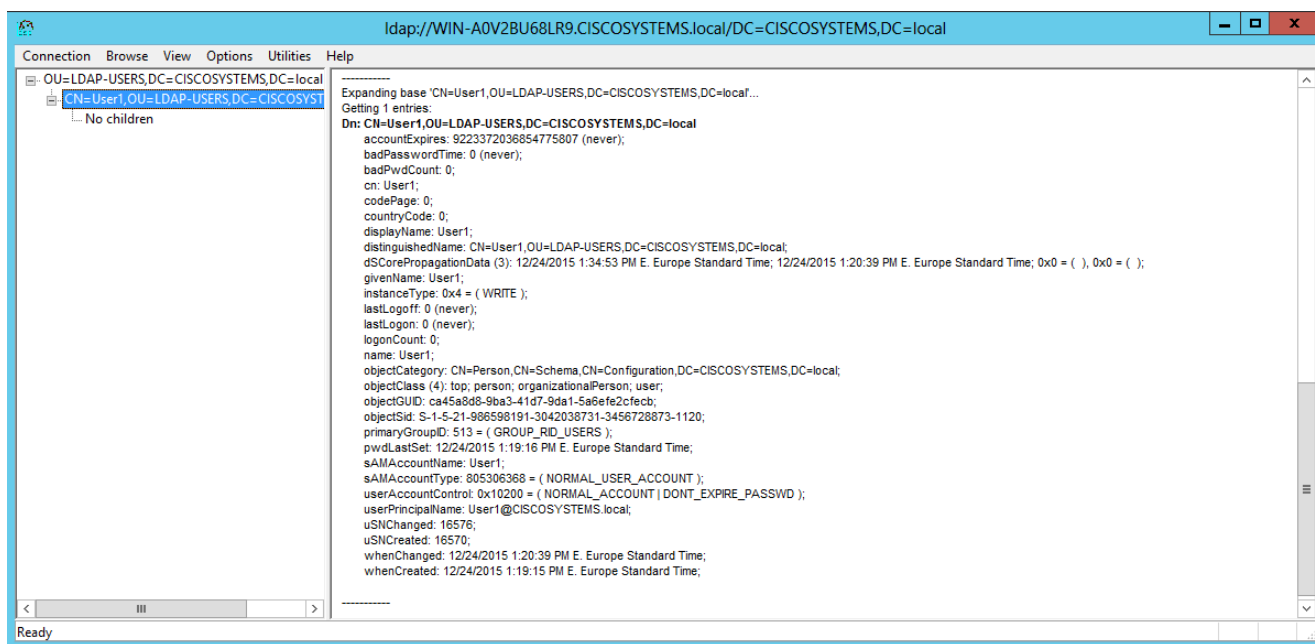 ldap://WIN-A0V2BU68LR9.CISCOSYSTEMS.local/DC=CISCOSYSTEMS,DC=local
Connection Browse View Options Utilities Help
OU=LDAP-USERS,DC=CISCOSYSTEMS,DC=local
CN=User1,OU=LDAP-USERS,DC=CISCOSYST
No children
-----------
Expanding base 'CN=User1,OU=LDAP-USERS,DC=CISCOSYSTEMS,DC=local'...
Getting 1 entries:
Dn: CN=User1,OU=LDAP-USERS,DC=CISCOSYSTEMS,DC=local
accountExpires: 9223372036854775807 (never);
badPasswordTime: 0 (never);
badPwdCount: 0;
cn: User1;
codePage: 0;
countryCode: 0;
displayName: User1;
distinguishedName: CN=User1,OU=LDAP-USERS,DC=CISCOSYSTEMS,DC=local;
dSCorePropagationData (3): 12/24/2015 1:34:53 PM E. Europe Standard Time; 12/24/2015 1:20:39 PM E. Europe Standard Time; 0x0 = ( ), 0x0 = ( );
givenName: User1;
instanceType: 0x4 = ( WRITE );
lastLogoff: 0 (never);
lastLogon: 0 (never);
logonCount: 0;
name: User1;
objectCategory: CN=Person,CN=Schema,CN=Configuration,DC=CISCOSYSTEMS,DC=local;
objectClass (4): top; person; organizationalPerson; user;
objectGUID: ca45a8d8-9ba3-41d7-9da1-5a6efe2cfecb;
objectSid: S-1-5-21-986598191-3042038731-3456728873-1120;
primaryGroupID: 513 = ( GROUP_RID_USERS );
pwdLastSet: 12/24/2015 1:19:16 PM E. Europe Standard Time;
sAMAccountName: User1;
sAMAccountType: 805306368 = ( NORMAL_USER_ACCOUNT );
userAccountControl: 0x10200 = ( NORMAL_ACCOUNT | DONT_EXPIRE_PASSWD );
userPrincipalName: User1@CISCOSYSTEMS.local;
uSNChanged: 16576;
uSNCreated: 16570;
whenChanged: 12/24/2015 1:20:39 PM E. Europe Standard Time;
whenCreated: 12/24/2015 1:19:15 PM E. Europe Standard Time;
-----------
Ready